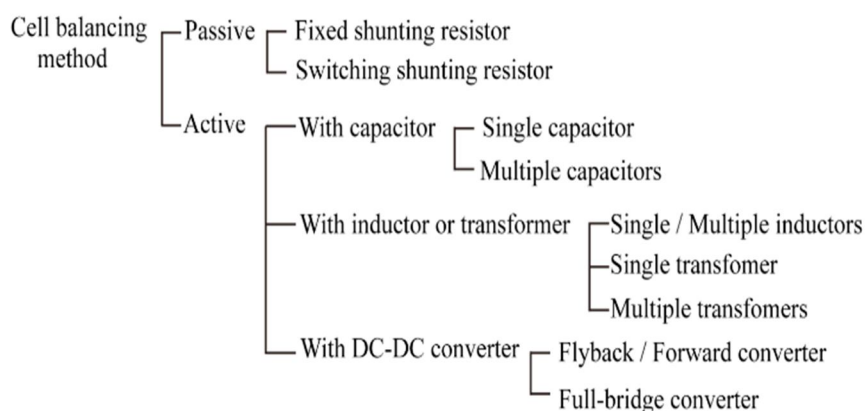 Cell balancing
method
Passive
Fixed shunting resistor
Switching shunting resistor
Active
With capacitor
Single capacitor
Multiple capacitors
With inductor or transformer
Single / Multiple inductors
Single transfomer
Multiple transfomers
With DC-DC converter
Flyback / Forward converter
Full-bridge converter